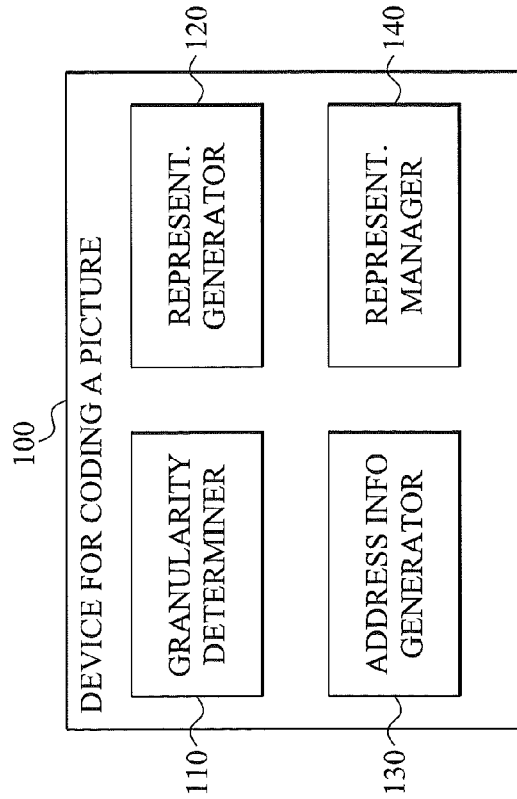 100
DEVICE FOR CODING A PICTURE
110
GRANULARITY
DETERMINER
120
REPRESENT.
GENERATOR
130
ADDRESS INFO
GENERATOR
140
REPRESENT.
MANAGER